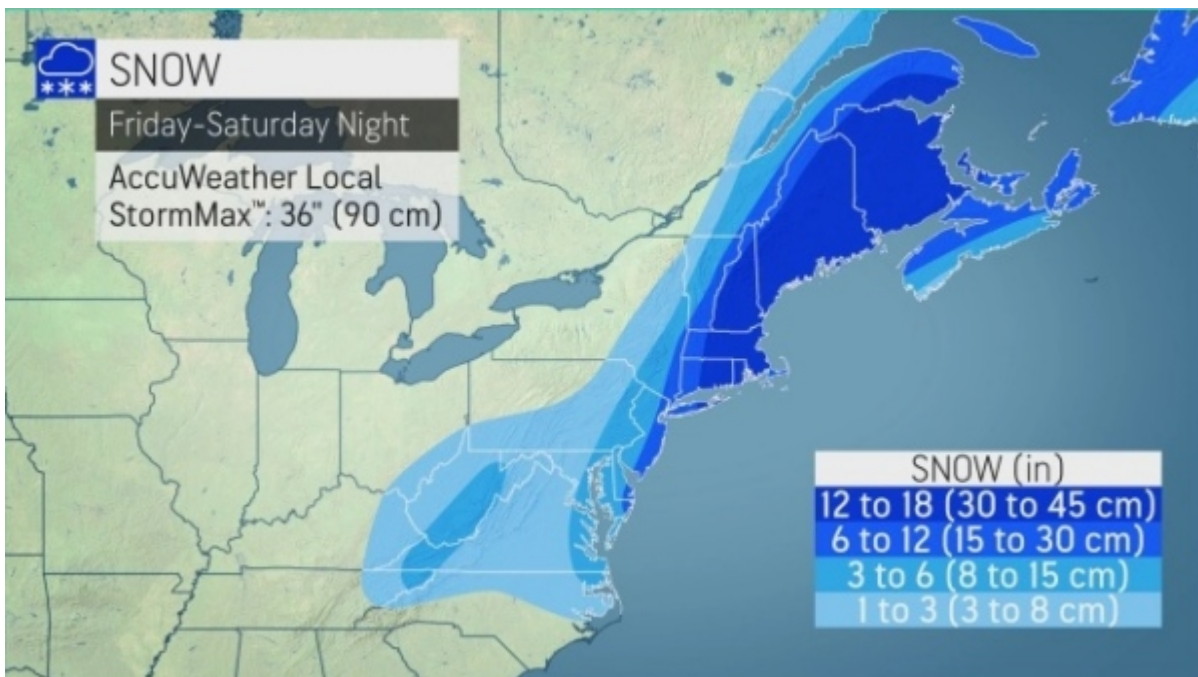 SNOW
Friday-Saturday Night
AccuWeather Local
StormMax™: 36" (90 cm)
SNOW (in)
12 to 18 (30 to 45 cm)
6 to 12 (15 to 30 cm)
3 to 6 (8 to 15 cm)
1 to 3 (3 to 8 cm)